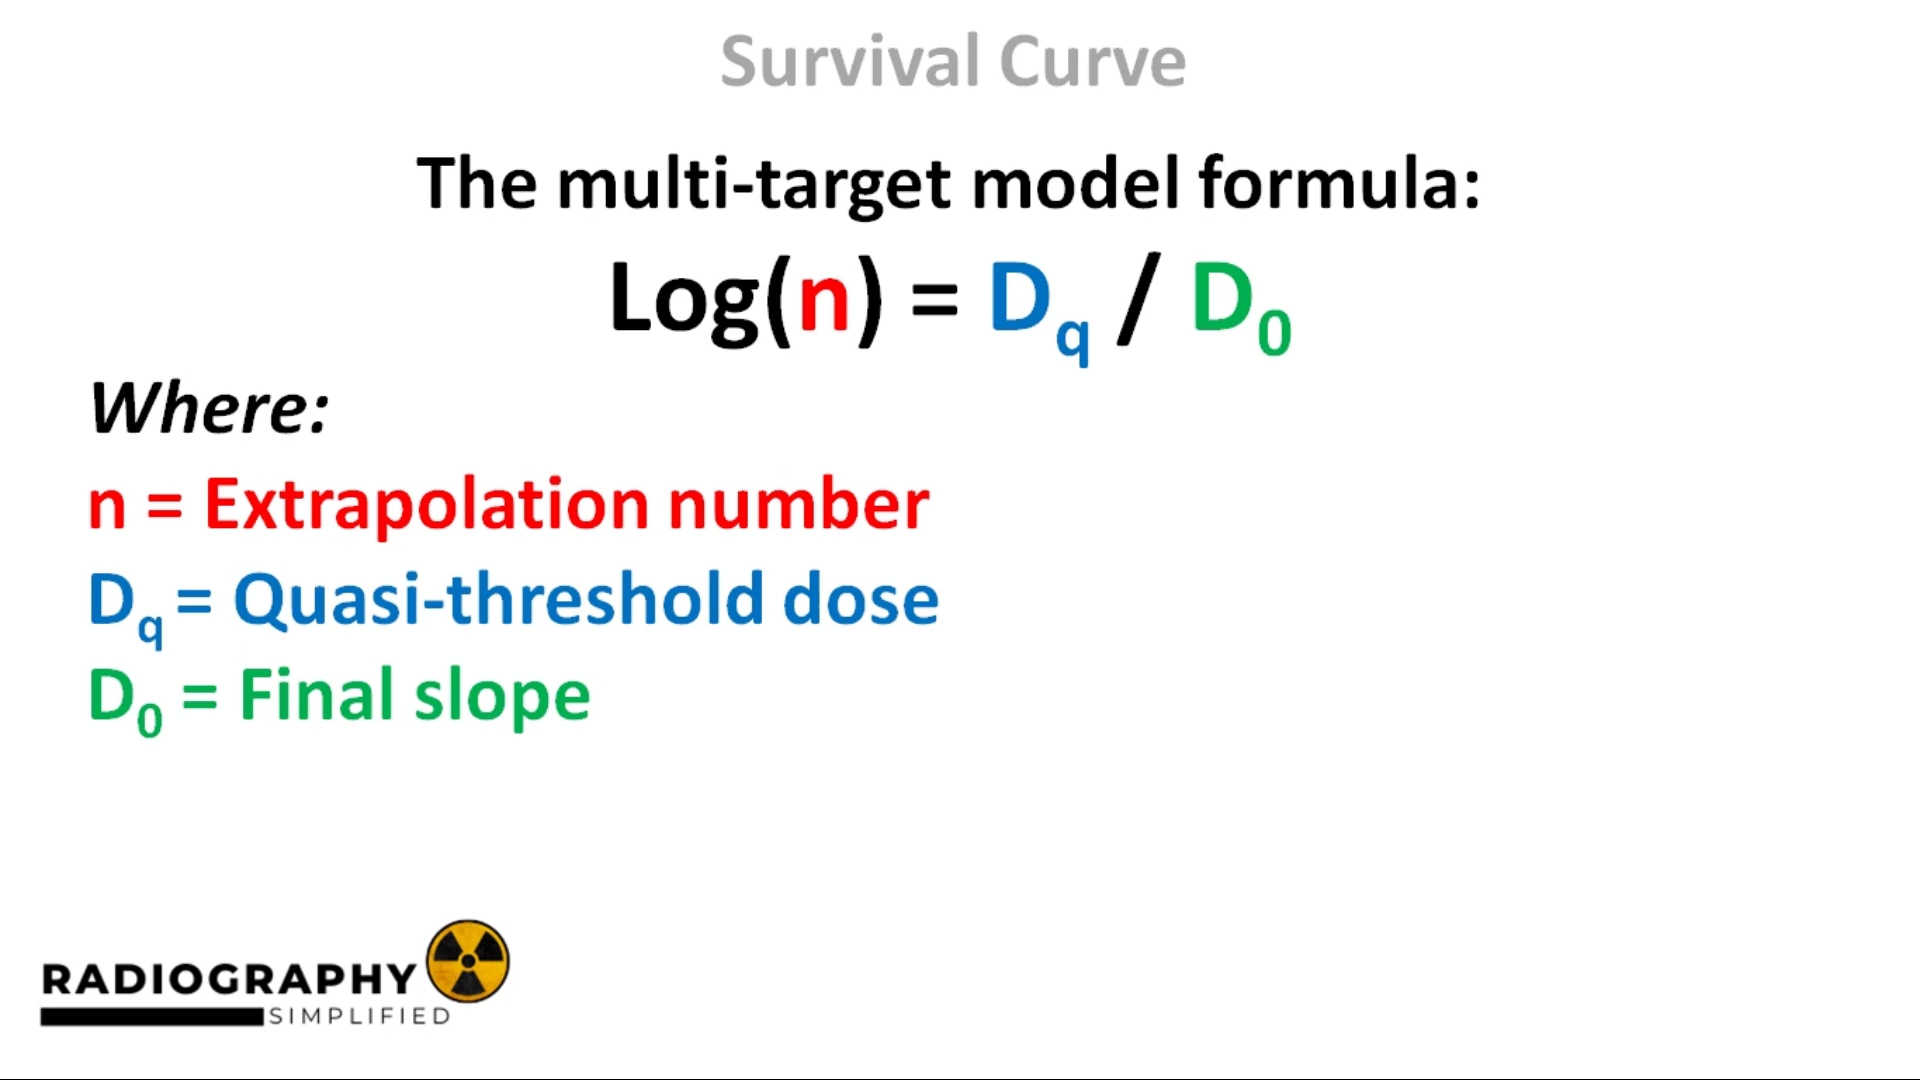 Survival Curve
The multi-target model formula:
Log(n) = Dq / D0
Where:
n = Extrapolation number
Dq = Quasi-threshold dose
D0 = Final slope
RADIOGRAPHY
SIMPLIFIED